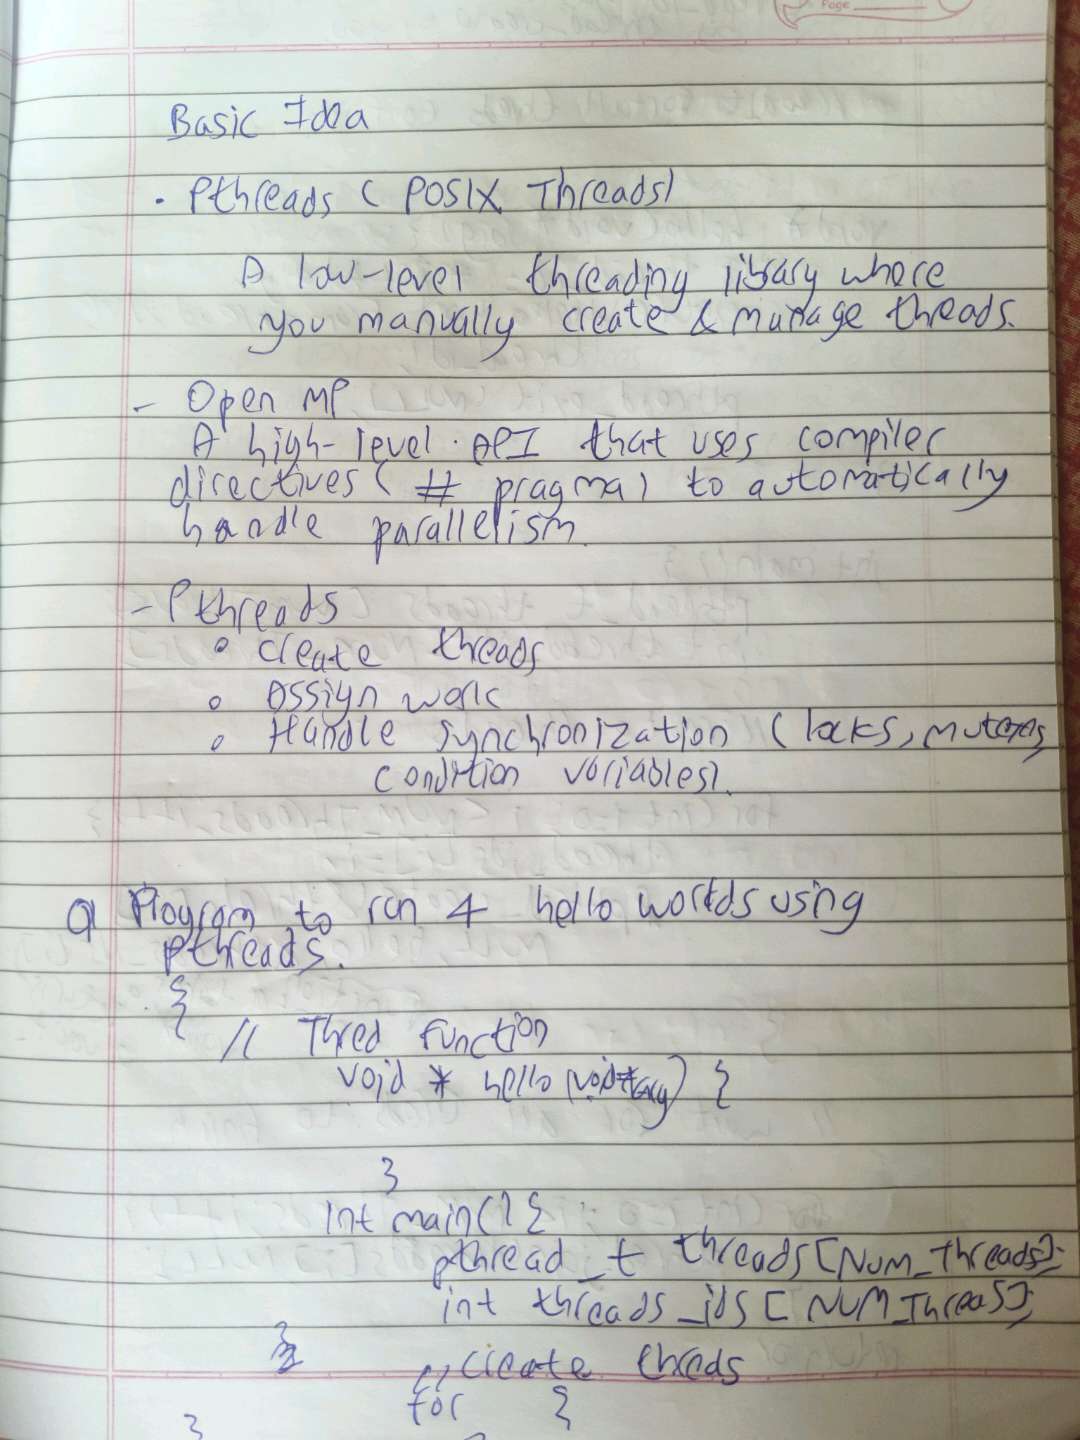 Page
Basic Idea
• Pthreads ( POSIX Threads)
A low-level threading library where
you manually create & manage threads.
- Open MP
A high-level API that uses compiler
directives ( # pragma) to automatically
handle parallelism.
- Pthreads
◦ create threads
◦ Assign work
◦ Handle synchronization ( locks, mutexes,
condition variables).
Q Program to run 4 hello worlds using
pthreads.
{
// Thred function
void * hello (void*
) {
}
int main() {
pthread_t threads[NUM_Threads];
int threads_ids [ NUM_Threas];
}
// create threds
for {
}